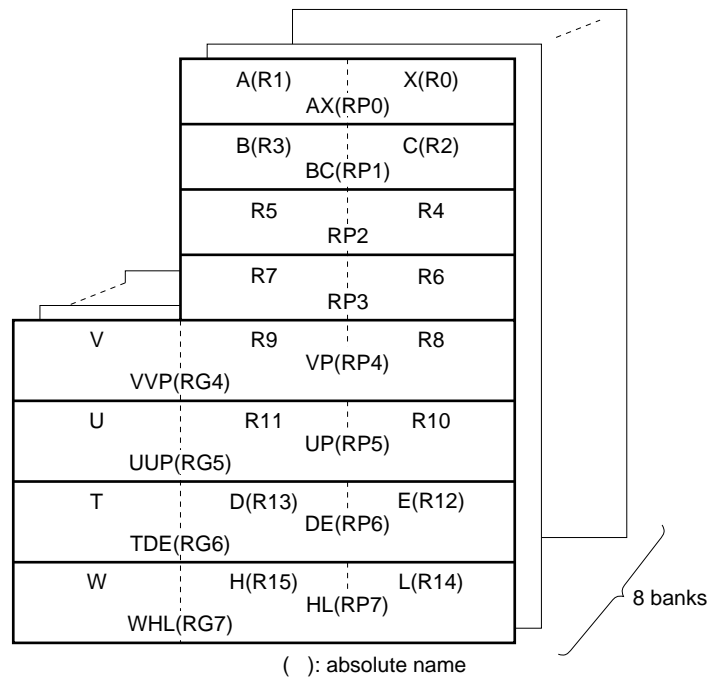 A(R1) X(R0)
AX(RP0)
B(R3) C(R2)
BC(RP1)
R5 R4
RP2
R7 R6
RP3
V R9 R8
VP(RP4)
VVP(RG4)
U R11 R10
UP(RP5)
UUP(RG5)
T D(R13) E(R12)
DE(RP6)
TDE(RG6)
W H(R15) L(R14)
HL(RP7)
WHL(RG7)
8 banks
( ): absolute name